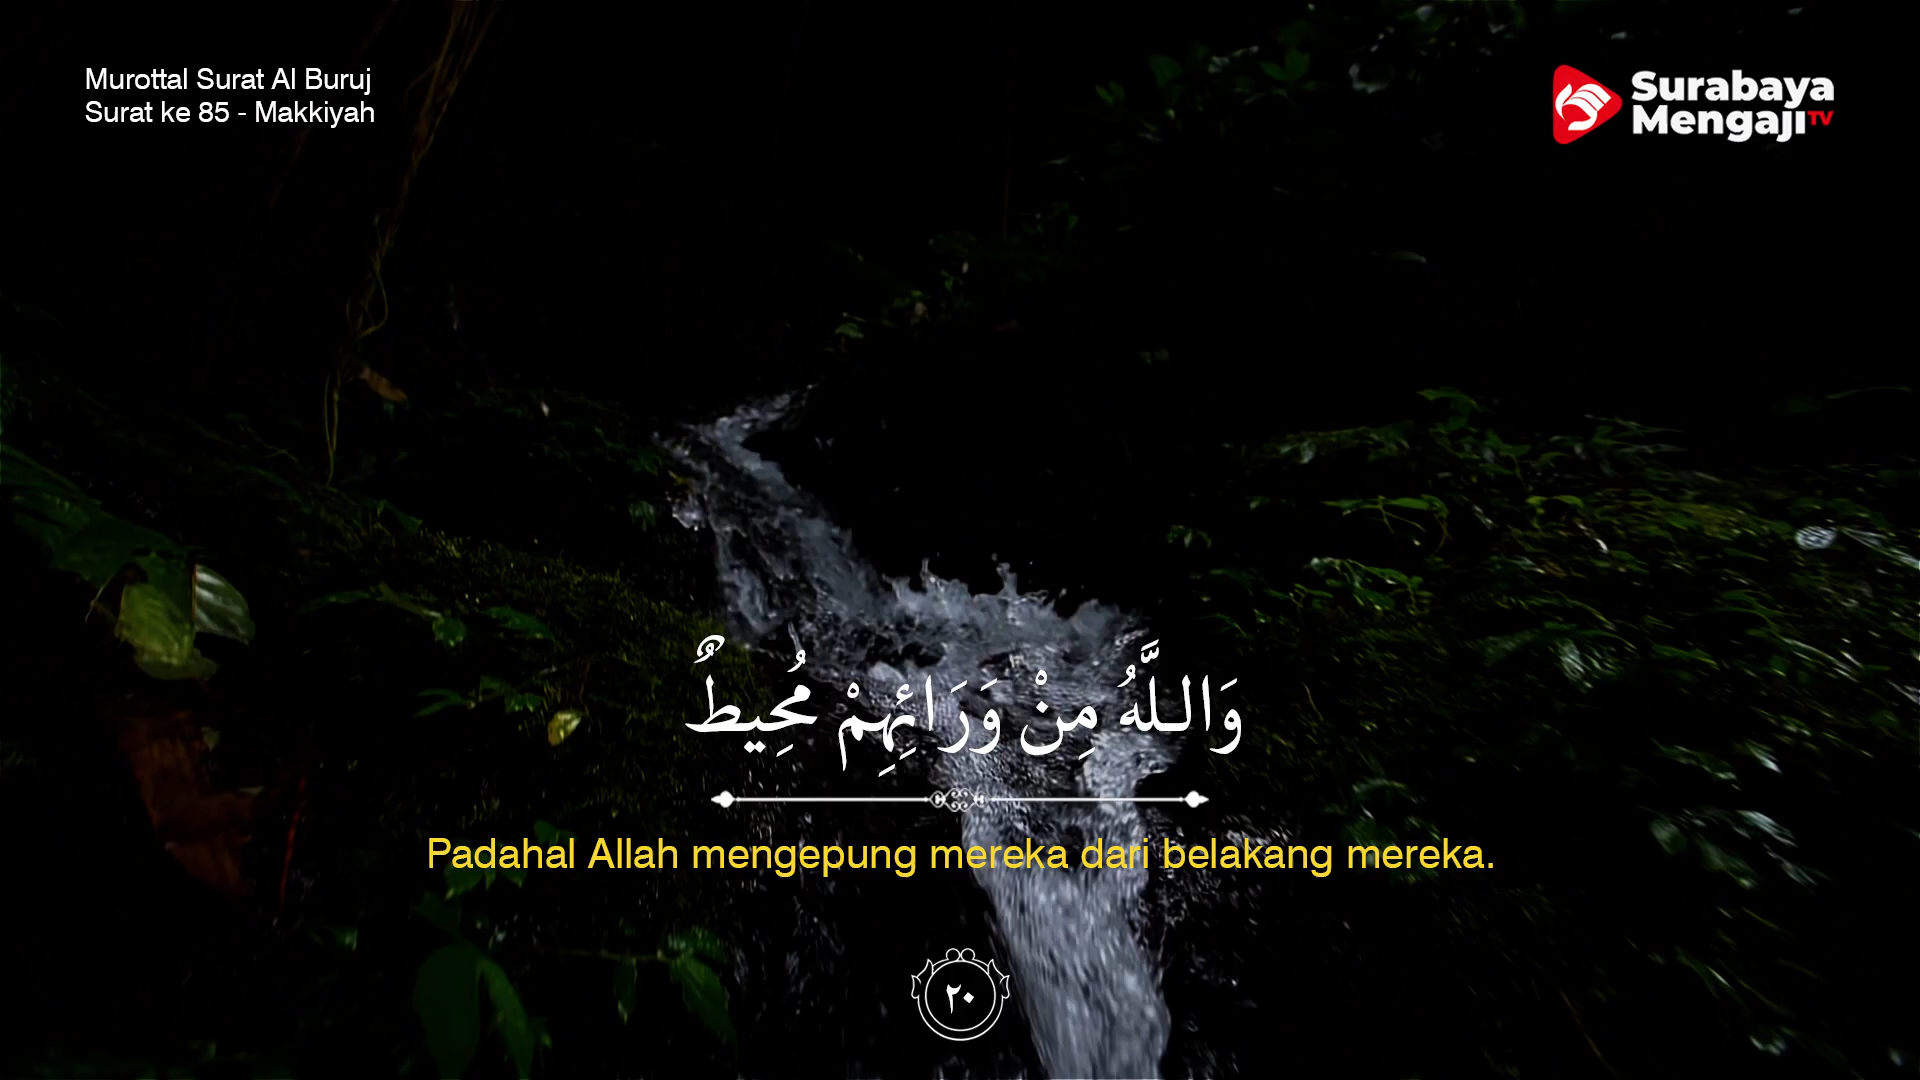 Murottal Surat Al Buruj
Surat ke 85 - Makkiyah
Surabaya
MengajiTV
وَاللَّهُ مِنْ وَرَائِهِمْ مُحِيطٌ
Padahal Allah mengepung mereka dari belakang mereka.
٢٠